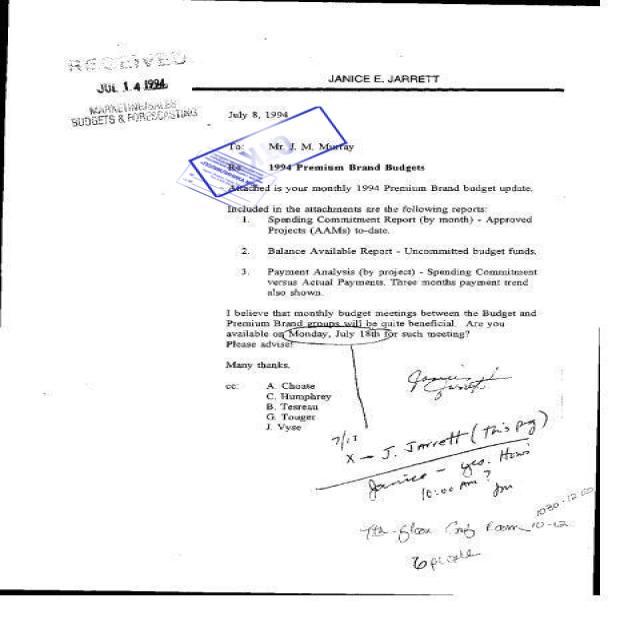 RECEIVED
JUL 14 1994
MARKETING/SALES
BUDGETS & FORECASTING
JANICE E. JARRETT
July 8, 1994
To: Mr. J. M. Murray
Re: 1994 Premium Brand Budgets
Attached is your monthly 1994 Premium Brand budget update.
Included in the attachments are the following reports:
1. Spending Commitment Report (by month) - Approved
Projects (AAMs) to-date.
2. Balance Available Report - Uncommitted budget funds.
3. Payment Analysis (by project) - Spending Commitment
versus Actual Payments. Three months payment trend
also shown.
I believe that monthly budget meetings between the Budget and
Premium Brand groups will be quite beneficial. Are you
available on Monday, July 18th for such meeting?
Please advise!
Many thanks.
cc: A. Choate
C. Humphrey
B. Tesreau
G. Touger
J. Vyse
Janice
Jarrett
7/13
X - J. Jarrett (this pg)
Janice - yes. How's
10:00 AM?
Jm
1030-12:00
7th floor Conf Room 10-12
6 people